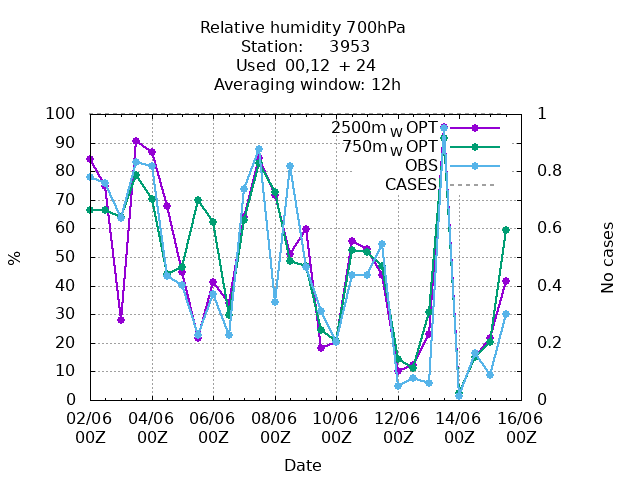 Relative humidity 700hPa
Station: 3953
Used 00,12 + 24
Averaging window: 12h
100 90 80 70 60 50 40 30 20 10 0
%
1 0.8 0.6 0.4 0.2 0
No cases
2500m W OPT
750m W OPT
OBS
CASES
02/06 04/06 06/06 08/06 10/06 12/06 14/06 16/06
00Z 00Z 00Z 00Z 00Z 00Z 00Z 00Z
Date